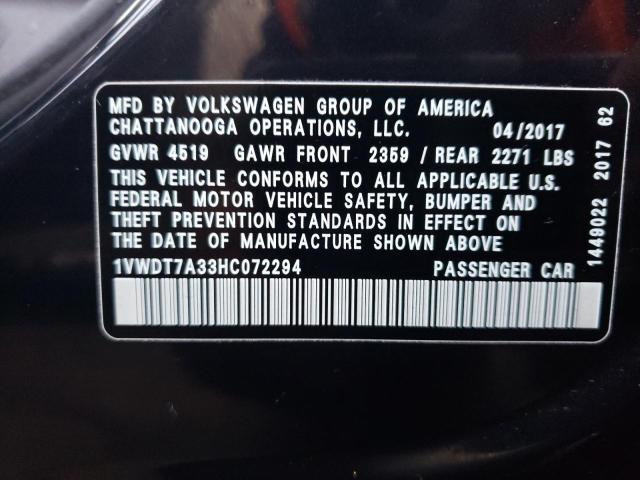 MFD BY VOLKSWAGEN GROUP OF AMERICA
CHATTANOOGA OPERATIONS, LLC. 04/2017
GVWR 4519 GAWR FRONT 2359 / REAR 2271 LBS
THIS VEHICLE CONFORMS TO ALL APPLICABLE U.S.
FEDERAL MOTOR VEHICLE SAFETY, BUMPER AND
THEFT PREVENTION STANDARDS IN EFFECT ON
THE DATE OF MANUFACTURE SHOWN ABOVE
1VWDT7A33HC072294 PASSENGER CAR
1449022 2017 62